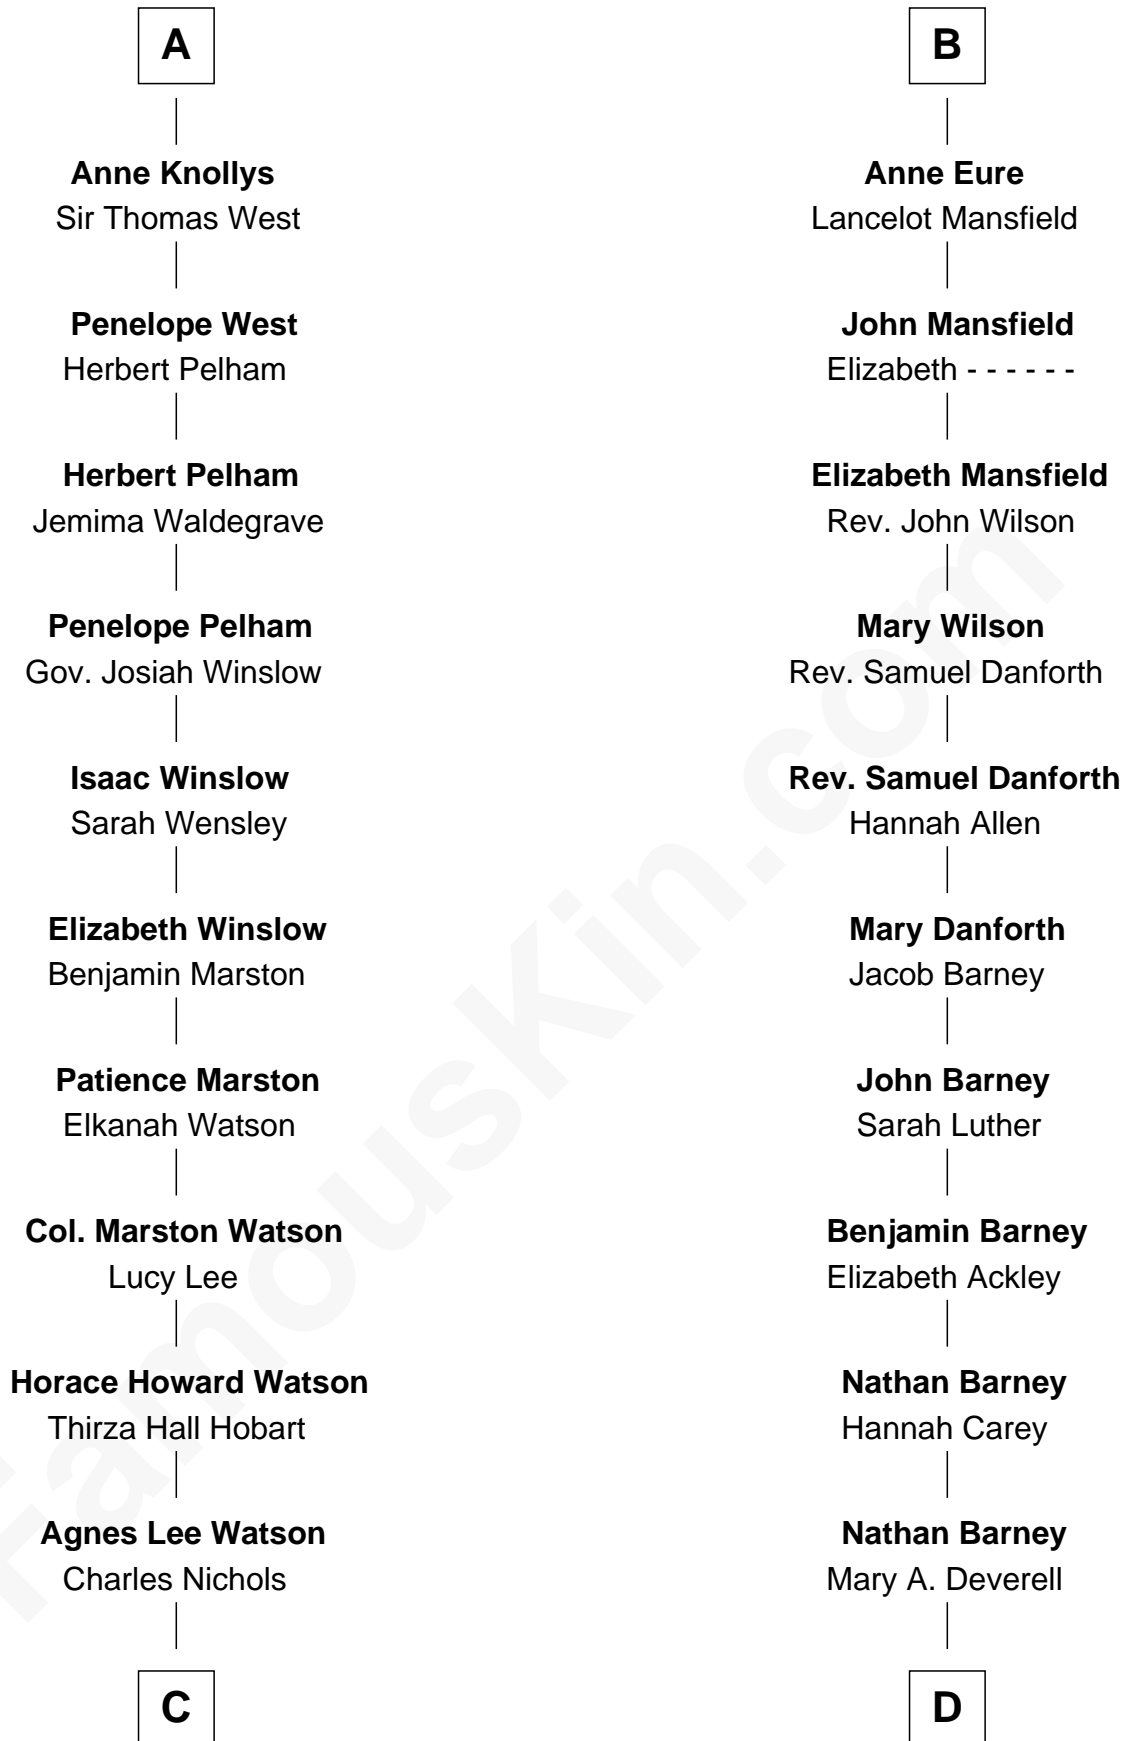 A
Anne Knollys
Sir Thomas West
Penelope West
Herbert Pelham
Herbert Pelham
Jemima Waldegrave
Penelope Pelham
Gov. Josiah Winslow
Isaac Winslow
Sarah Wensley
Elizabeth Winslow
Benjamin Marston
Patience Marston
Elkanah Watson
Col. Marston Watson
Lucy Lee
Horace Howard Watson
Thirza Hall Hobart
Agnes Lee Watson
Charles Nichols
C
B
Anne Eure
Lancelot Mansfield
John Mansfield
Elizabeth - - - - - -
Elizabeth Mansfield
Rev. John Wilson
Mary Wilson
Rev. Samuel Danforth
Rev. Samuel Danforth
Hannah Allen
Mary Danforth
Jacob Barney
John Barney
Sarah Luther
Benjamin Barney
Elizabeth Ackley
Nathan Barney
Hannah Carey
Nathan Barney
Mary A. Deverell
D
FamousKin.com